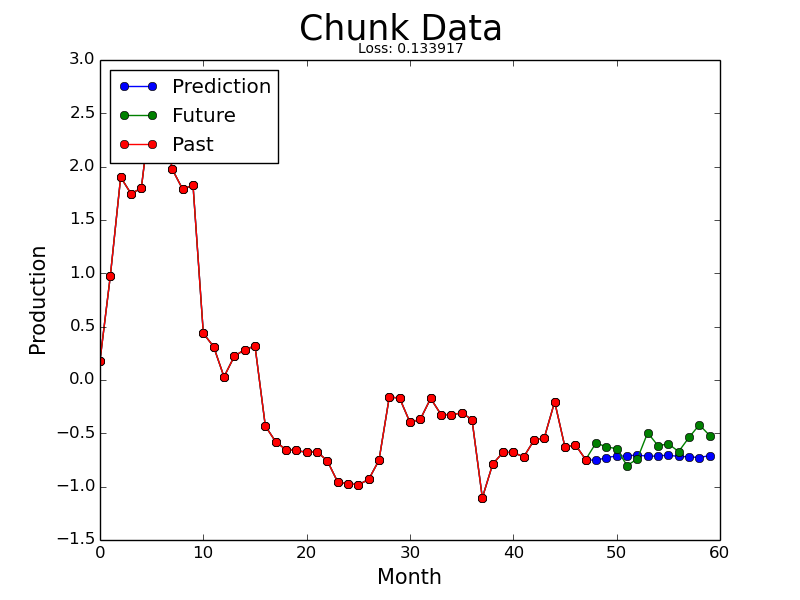 Chunk Data
Loss: 0.133917
Prediction
Future
Past
3.0
2.5
2.0
1.5
1.0
0.5
0.0
−0.5
−1.0
−1.5
Production
0 10 20 30 40 50 60
Month